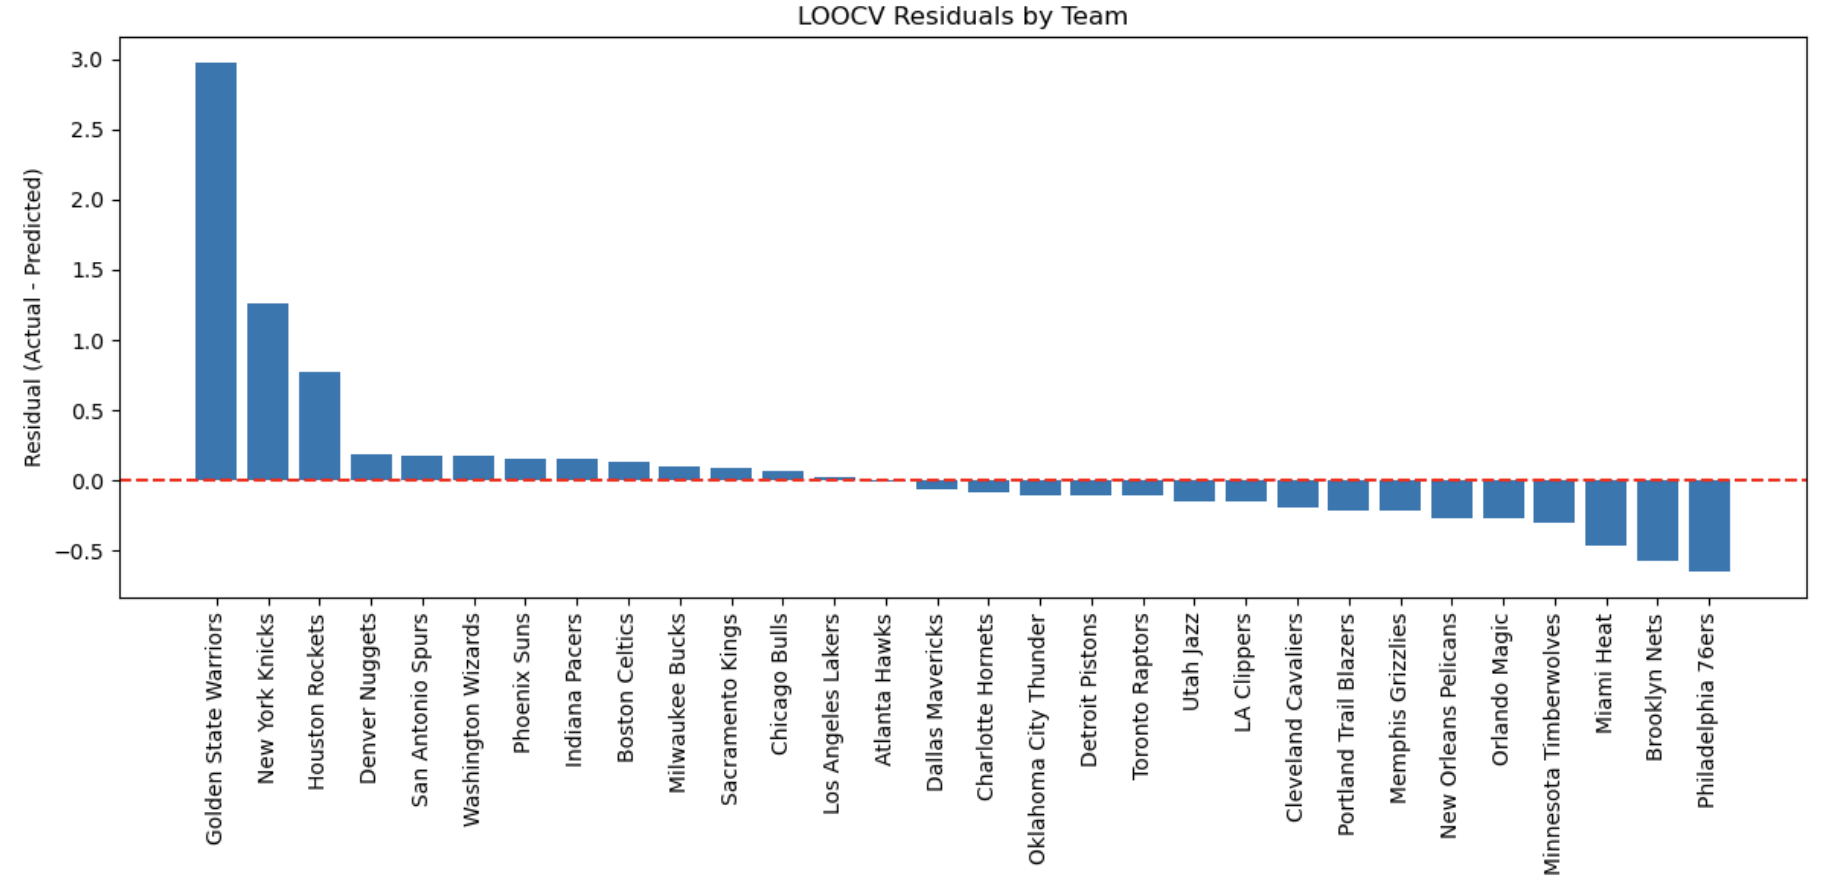 LOOCV Residuals by Team
Residual (Actual - Predicted)
3.0
2.5
2.0
1.5
1.0
0.5
0.0
−0.5
Golden State Warriors
New York Knicks
Houston Rockets
Denver Nuggets
San Antonio Spurs
Washington Wizards
Phoenix Suns
Indiana Pacers
Boston Celtics
Milwaukee Bucks
Sacramento Kings
Chicago Bulls
Los Angeles Lakers
Atlanta Hawks
Dallas Mavericks
Charlotte Hornets
Oklahoma City Thunder
Detroit Pistons
Toronto Raptors
Utah Jazz
LA Clippers
Cleveland Cavaliers
Portland Trail Blazers
Memphis Grizzlies
New Orleans Pelicans
Orlando Magic
Minnesota Timberwolves
Miami Heat
Brooklyn Nets
Philadelphia 76ers